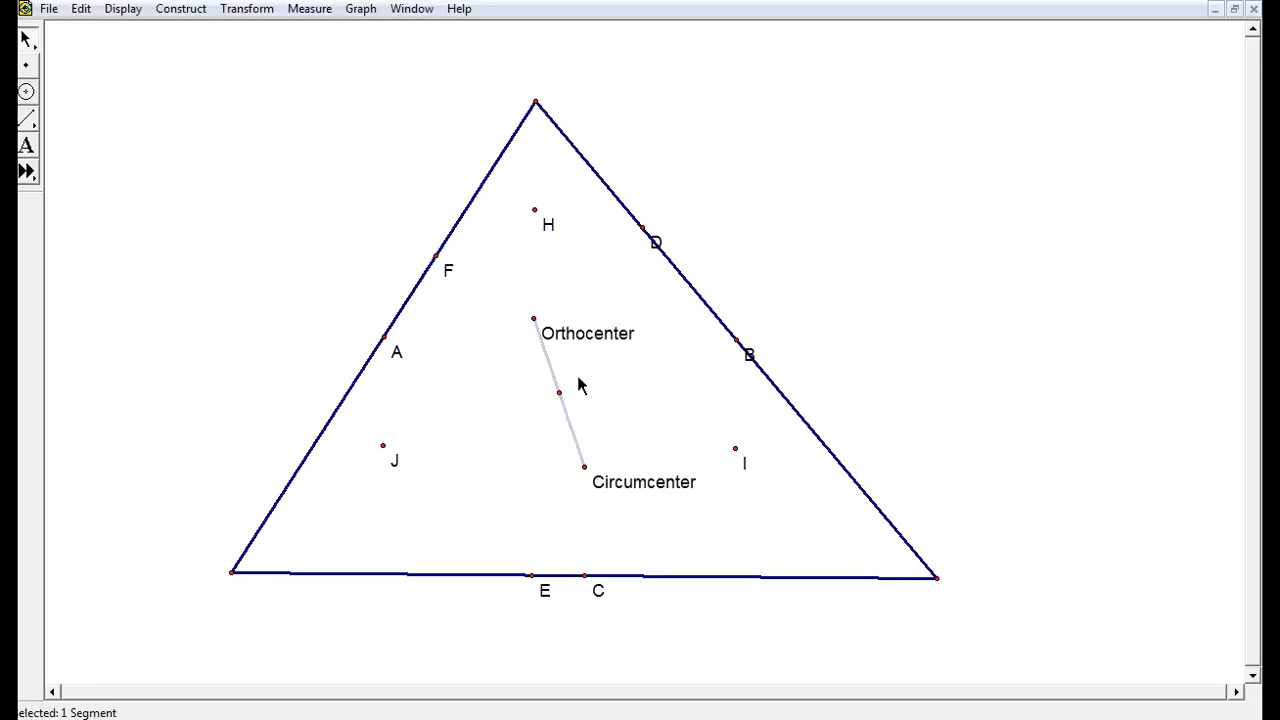 File Edit Display Construct Transform Measure Graph Window Help
A
H
D
F
Orthocenter
A
B
J
I
Circumcenter
E C
elected: 1 Segment